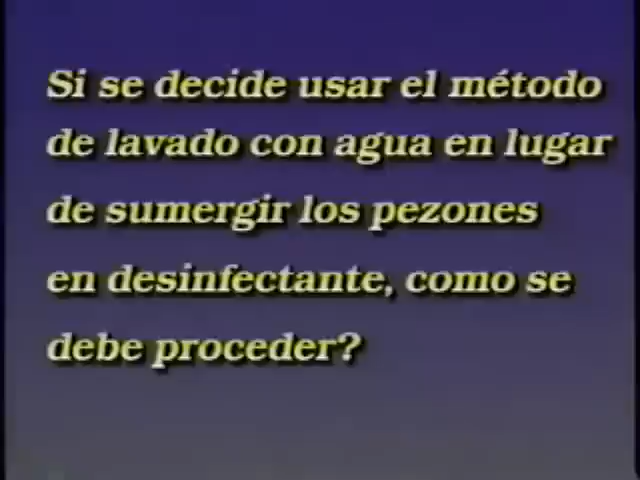 Si se decide usar el método
de lavado con agua en lugar
de sumergir los pezones
en desinfectante, como se
debe proceder?